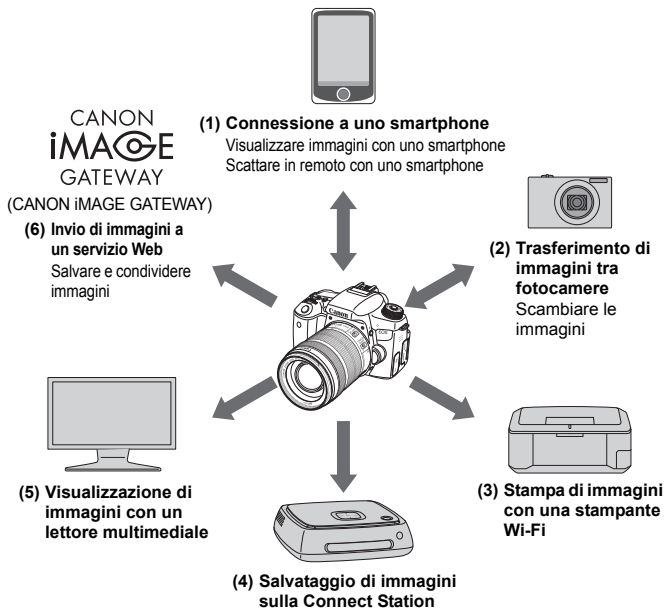 (1) Connessione a uno smartphone
Visualizzare immagini con uno smartphone
Scattare in remoto con uno smartphone
CANON
iMAGE
GATEWAY
(CANON iMAGE GATEWAY)
(6) Invio di immagini a
un servizio Web
Salvare e condividere
immagini
(2) Trasferimento di
immagini tra
fotocamere
Scambiare le
immagini
Canon
EOS
(3) Stampa di immagini
con una stampante
Wi-Fi
(5) Visualizzazione di
immagini con un
lettore multimediale
(4) Salvataggio di immagini
sulla Connect Station